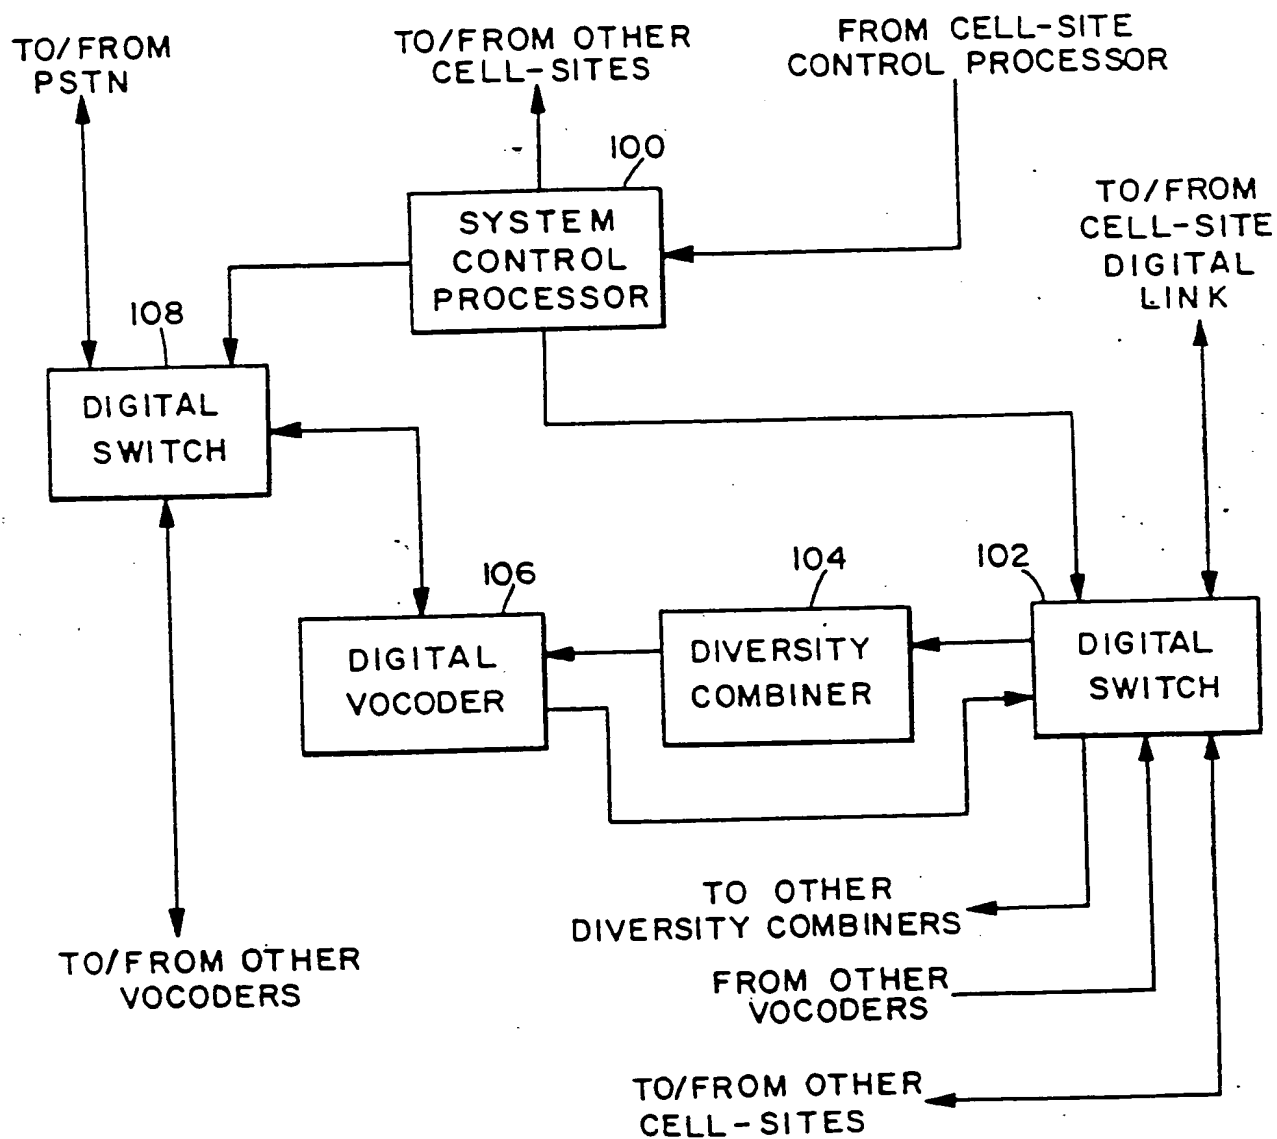 TO/FROM
PSTN
TO/FROM OTHER
CELL-SITES
FROM CELL-SITE
CONTROL PROCESSOR
100
SYSTEM
CONTROL
PROCESSOR
TO/FROM
CELL-SITE
DIGITAL
LINK
108
DIGITAL
SWITCH
106
DIGITAL
VOCODER
104
DIVERSITY
COMBINER
102
DIGITAL
SWITCH
TO OTHER
DIVERSITY COMBINERS
TO/FROM OTHER
VOCODERS
FROM OTHER
VOCODERS
TO/FROM OTHER
CELL-SITES